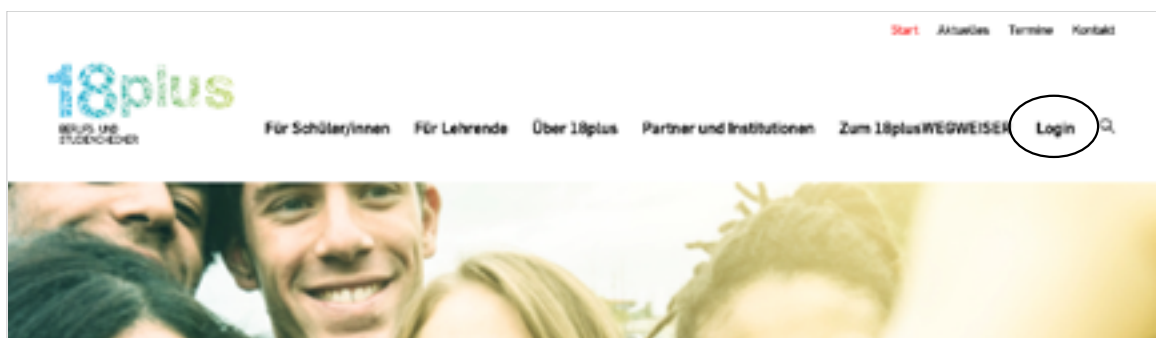 Start Aktuelles Termine Kontakt
18plus
BERUFS UND
STUDIENCHECKER
Für Schüler/innen Für Lehrende Über 18plus Partner und Institutionen Zum 18plusWEGWEISER Login